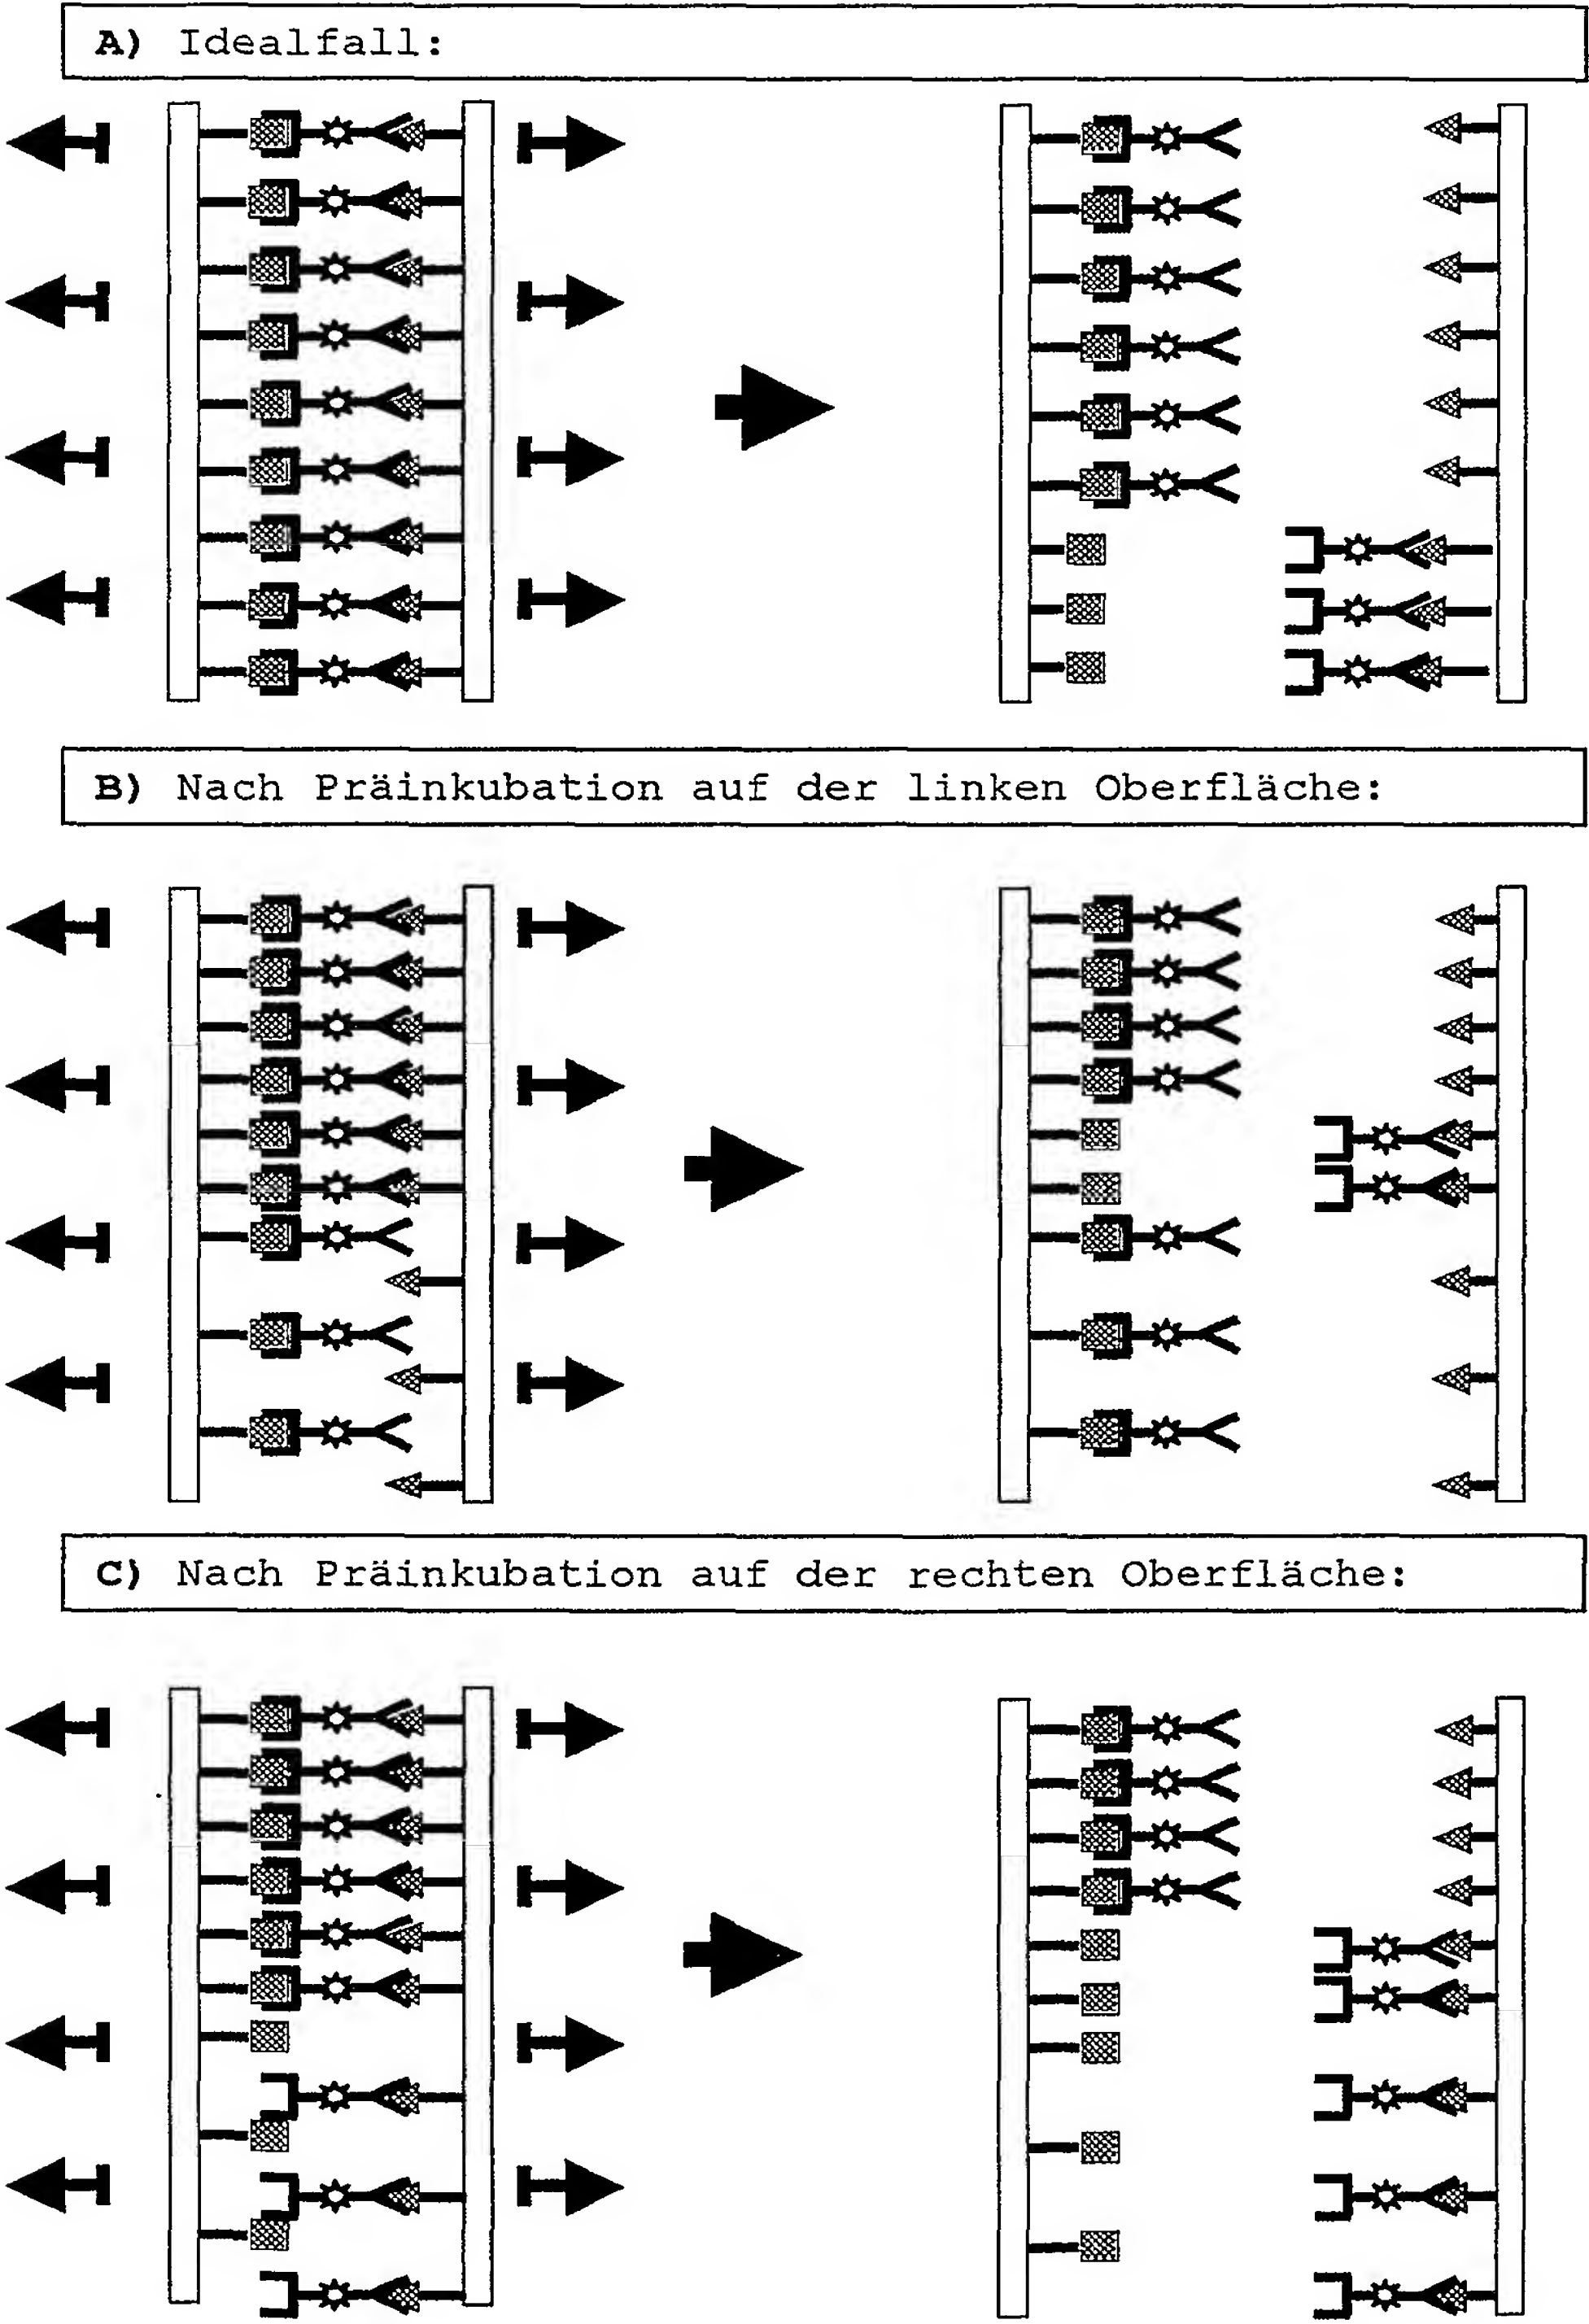 A) Idealfall:
B) Nach Präinkubation auf der linken Oberfläche:
C) Nach Präinkubation auf der rechten Oberfläche: